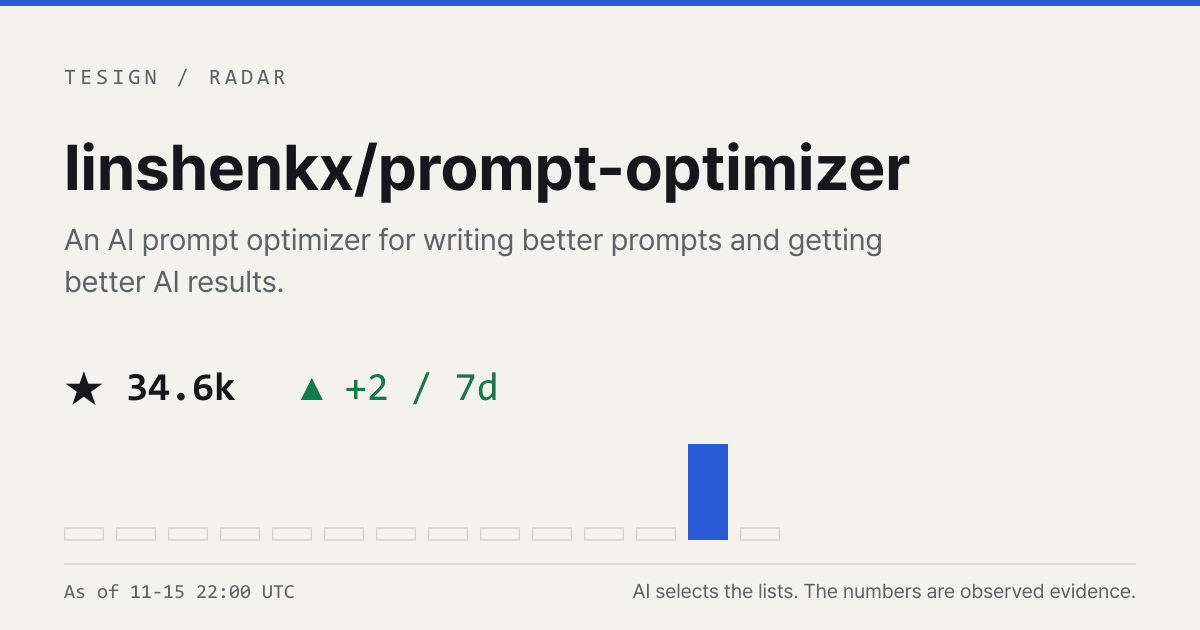 TESIGN / RADAR
linshenkx/prompt-optimizer
An AI prompt optimizer for writing better prompts and getting
better AI results.
★ 34.6k ▲ +2 / 7d
As of 11-15 22:00 UTC
AI selects the lists. The numbers are observed evidence.